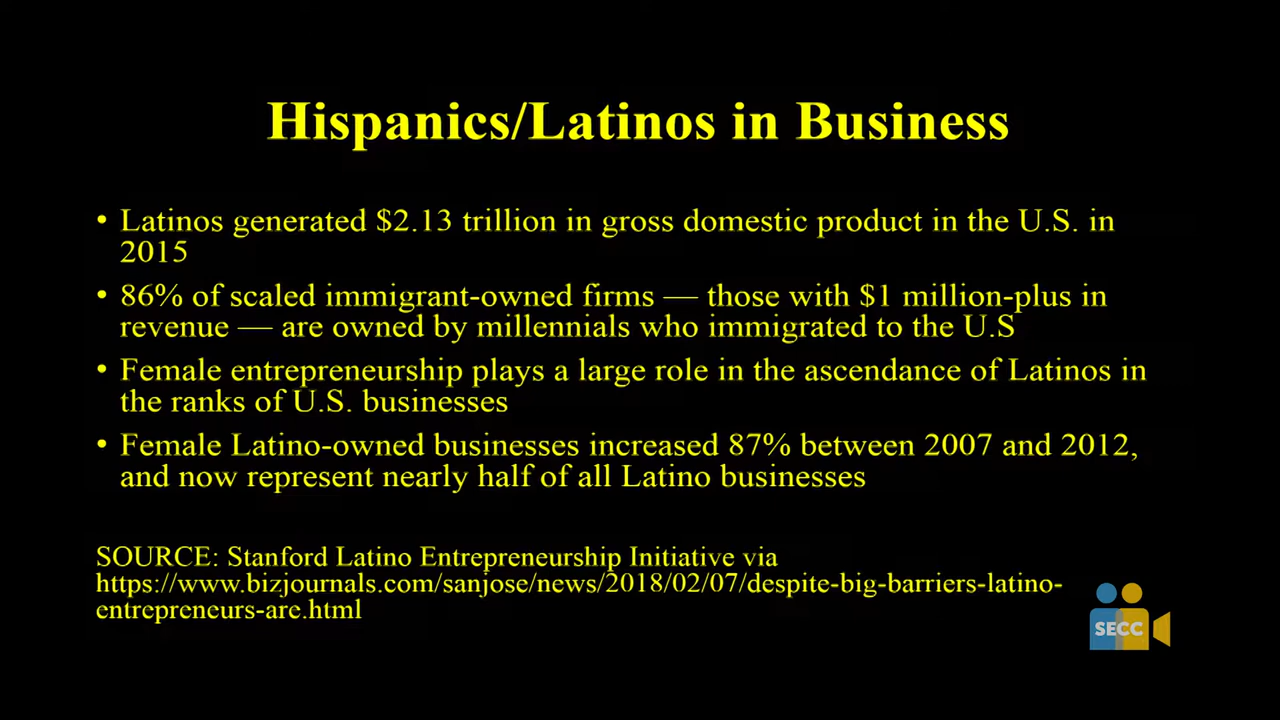 Hispanics/Latinos in Business
• Latinos generated $2.13 trillion in gross domestic product in the U.S. in
2015
• 86% of scaled immigrant-owned firms — those with $1 million-plus in
revenue — are owned by millennials who immigrated to the U.S
• Female entrepreneurship plays a large role in the ascendance of Latinos in
the ranks of U.S. businesses
• Female Latino-owned businesses increased 87% between 2007 and 2012,
and now represent nearly half of all Latino businesses
SOURCE: Stanford Latino Entrepreneurship Initiative via
https://www.bizjournals.com/sanjose/news/2018/02/07/despite-big-barriers-latino-
entrepreneurs-are.html
SECC